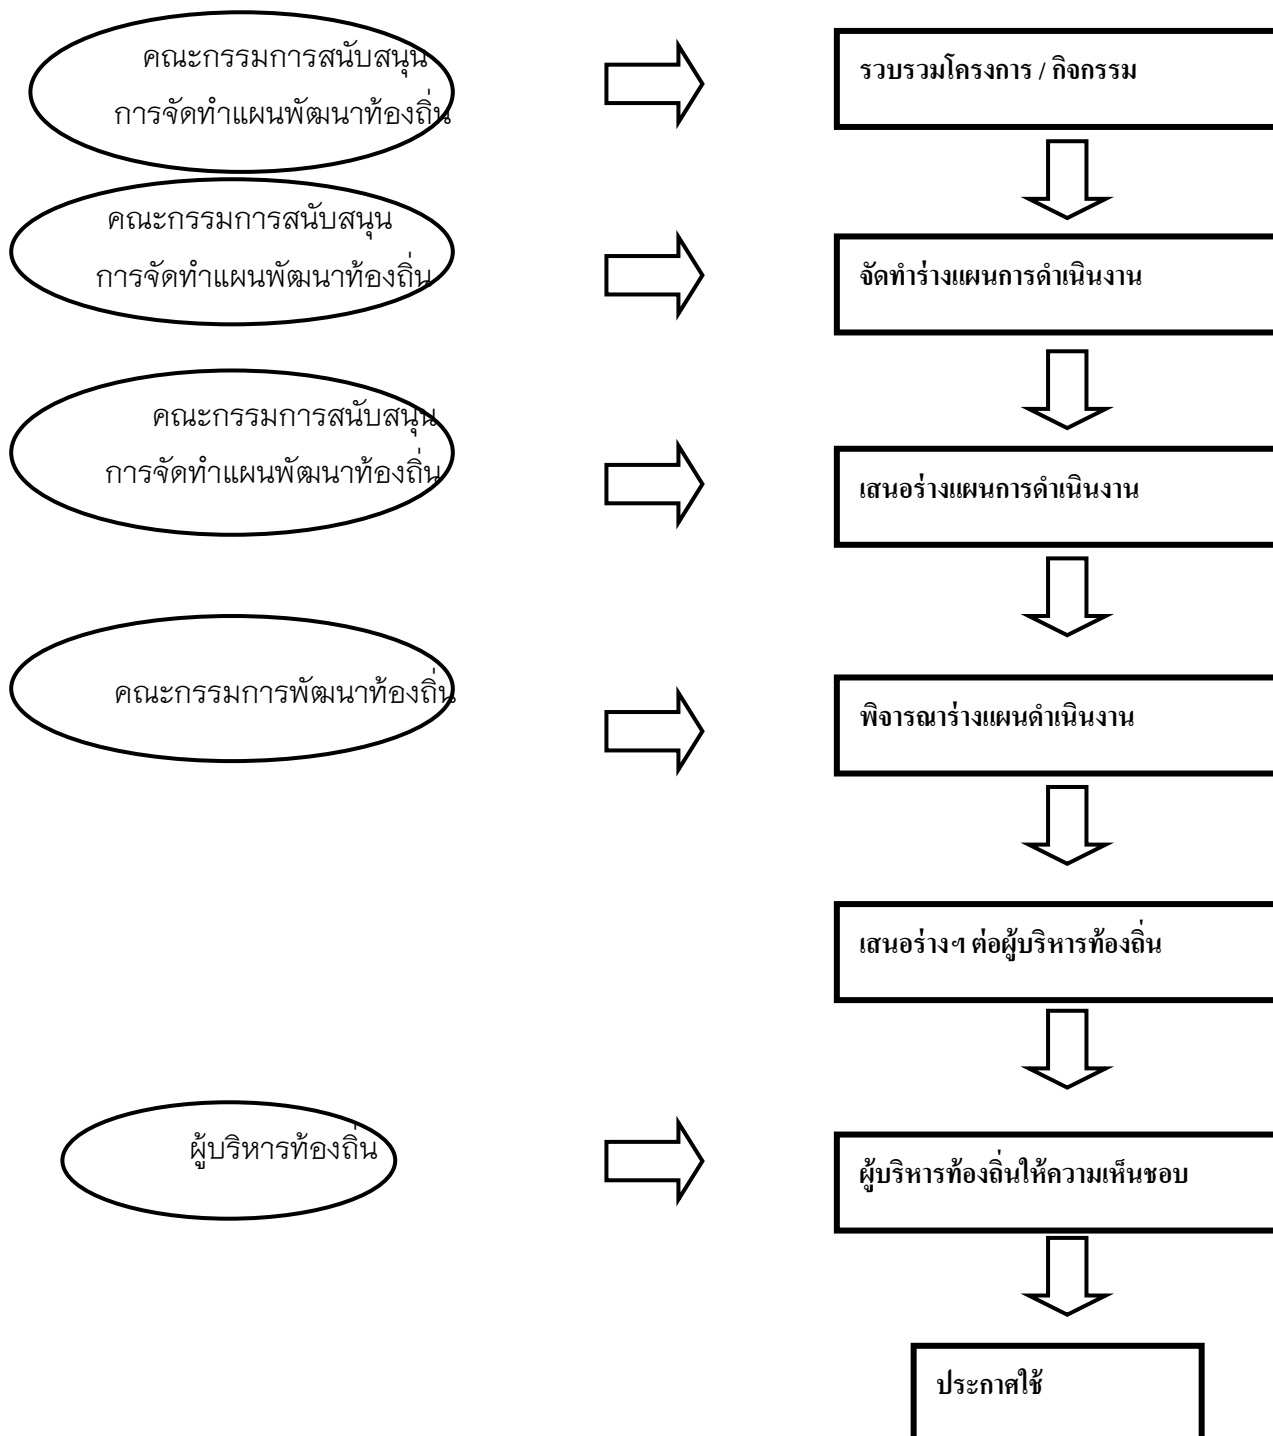 คณะกรรมการสนับสนุน
การจัดทำแผนพัฒนาท้องถิ่น
รวบรวมโครงการ / กิจกรรม
คณะกรรมการสนับสนุน
การจัดทำแผนพัฒนาท้องถิ่น
จัดทำร่างแผนการดำเนินงาน
คณะกรรมการสนับสนุน
การจัดทำแผนพัฒนาท้องถิ่น
เสนอร่างแผนการดำเนินงาน
คณะกรรมการพัฒนาท้องถิ่น
พิจารณาร่างแผนดำเนินงาน
เสนอร่างฯ ต่อผู้บริหารท้องถิ่น
ผู้บริหารท้องถิ่น
ผู้บริหารท้องถิ่นให้ความเห็นชอบ
ประกาศใช้